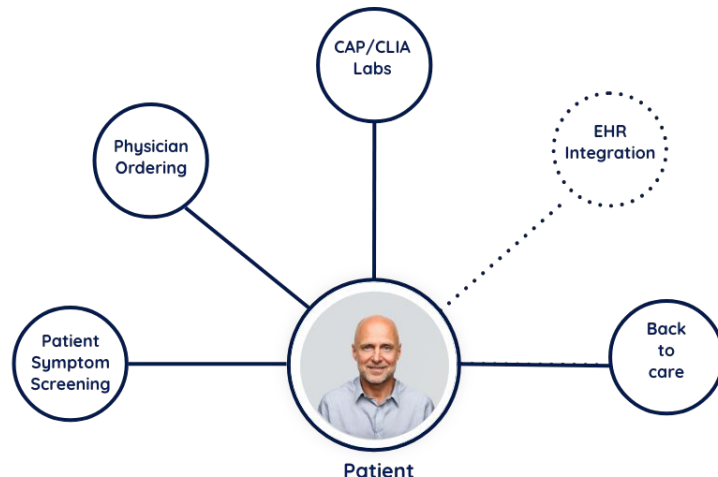 CAP/CLIA
Labs
Physician
Ordering
EHR
Integration
Patient
Symptom
Screening
Back
to
care
Patient